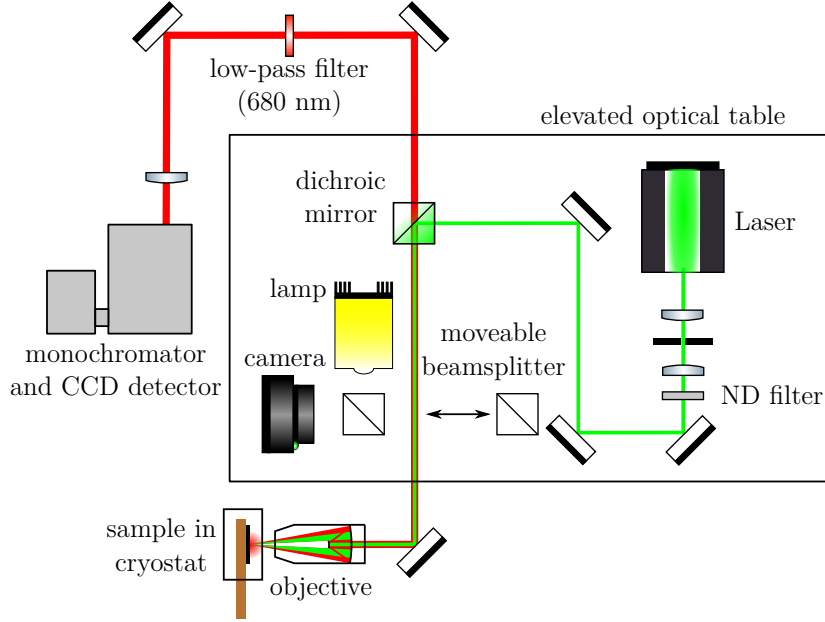 low-pass filter
(680 nm)
elevated optical table
dichroic
mirror
Laser
lamp
moveable
beamsplitter
camera
monochromator
and CCD detector
ND filter
sample in
cryostat
objective